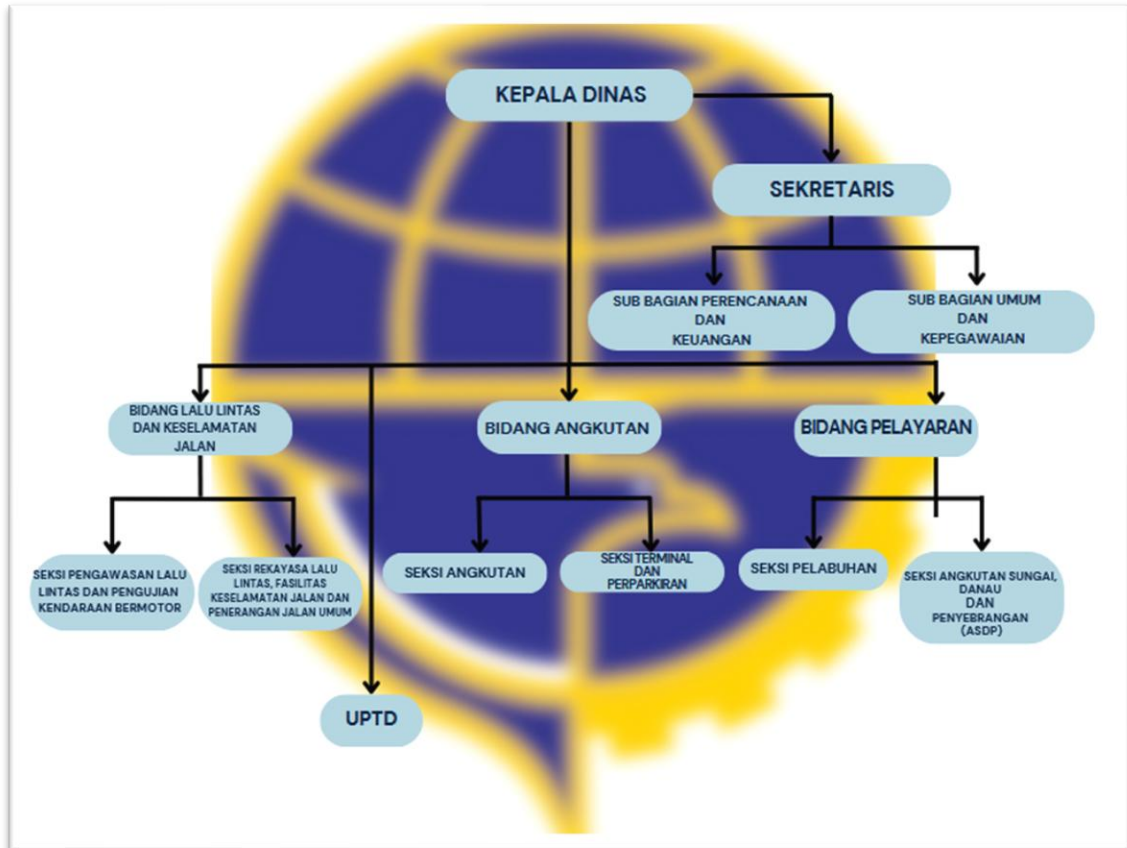 KEPALA DINAS
SEKRETARIS
SUB BAGIAN PERENCANAAN
DAN
KEUANGAN
SUB BAGIAN UMUM
DAN
KEPEGAWAIAN
BIDANG LALU LINTAS
DAN KESELAMATAN
JALAN
BIDANG ANGKUTAN
BIDANG PELAYARAN
SEKSI PENGAWASAN LALU
LINTAS DAN PENGUJIAN
KENDARAAN BERMOTOR
SEKSI REKAYASA LALU
LINTAS, FASILITAS
KESELAMATAN JALAN DAN
PENERANGAN JALAN UMUM
SEKSI ANGKUTAN
SEKSI TERMINAL
DAN
PERPARKIRAN
SEKSI PELABUHAN
SEKSI ANGKUTAN SUNGAI,
DANAU
DAN
PENYEBRANGAN
(ASDP)
UPTD